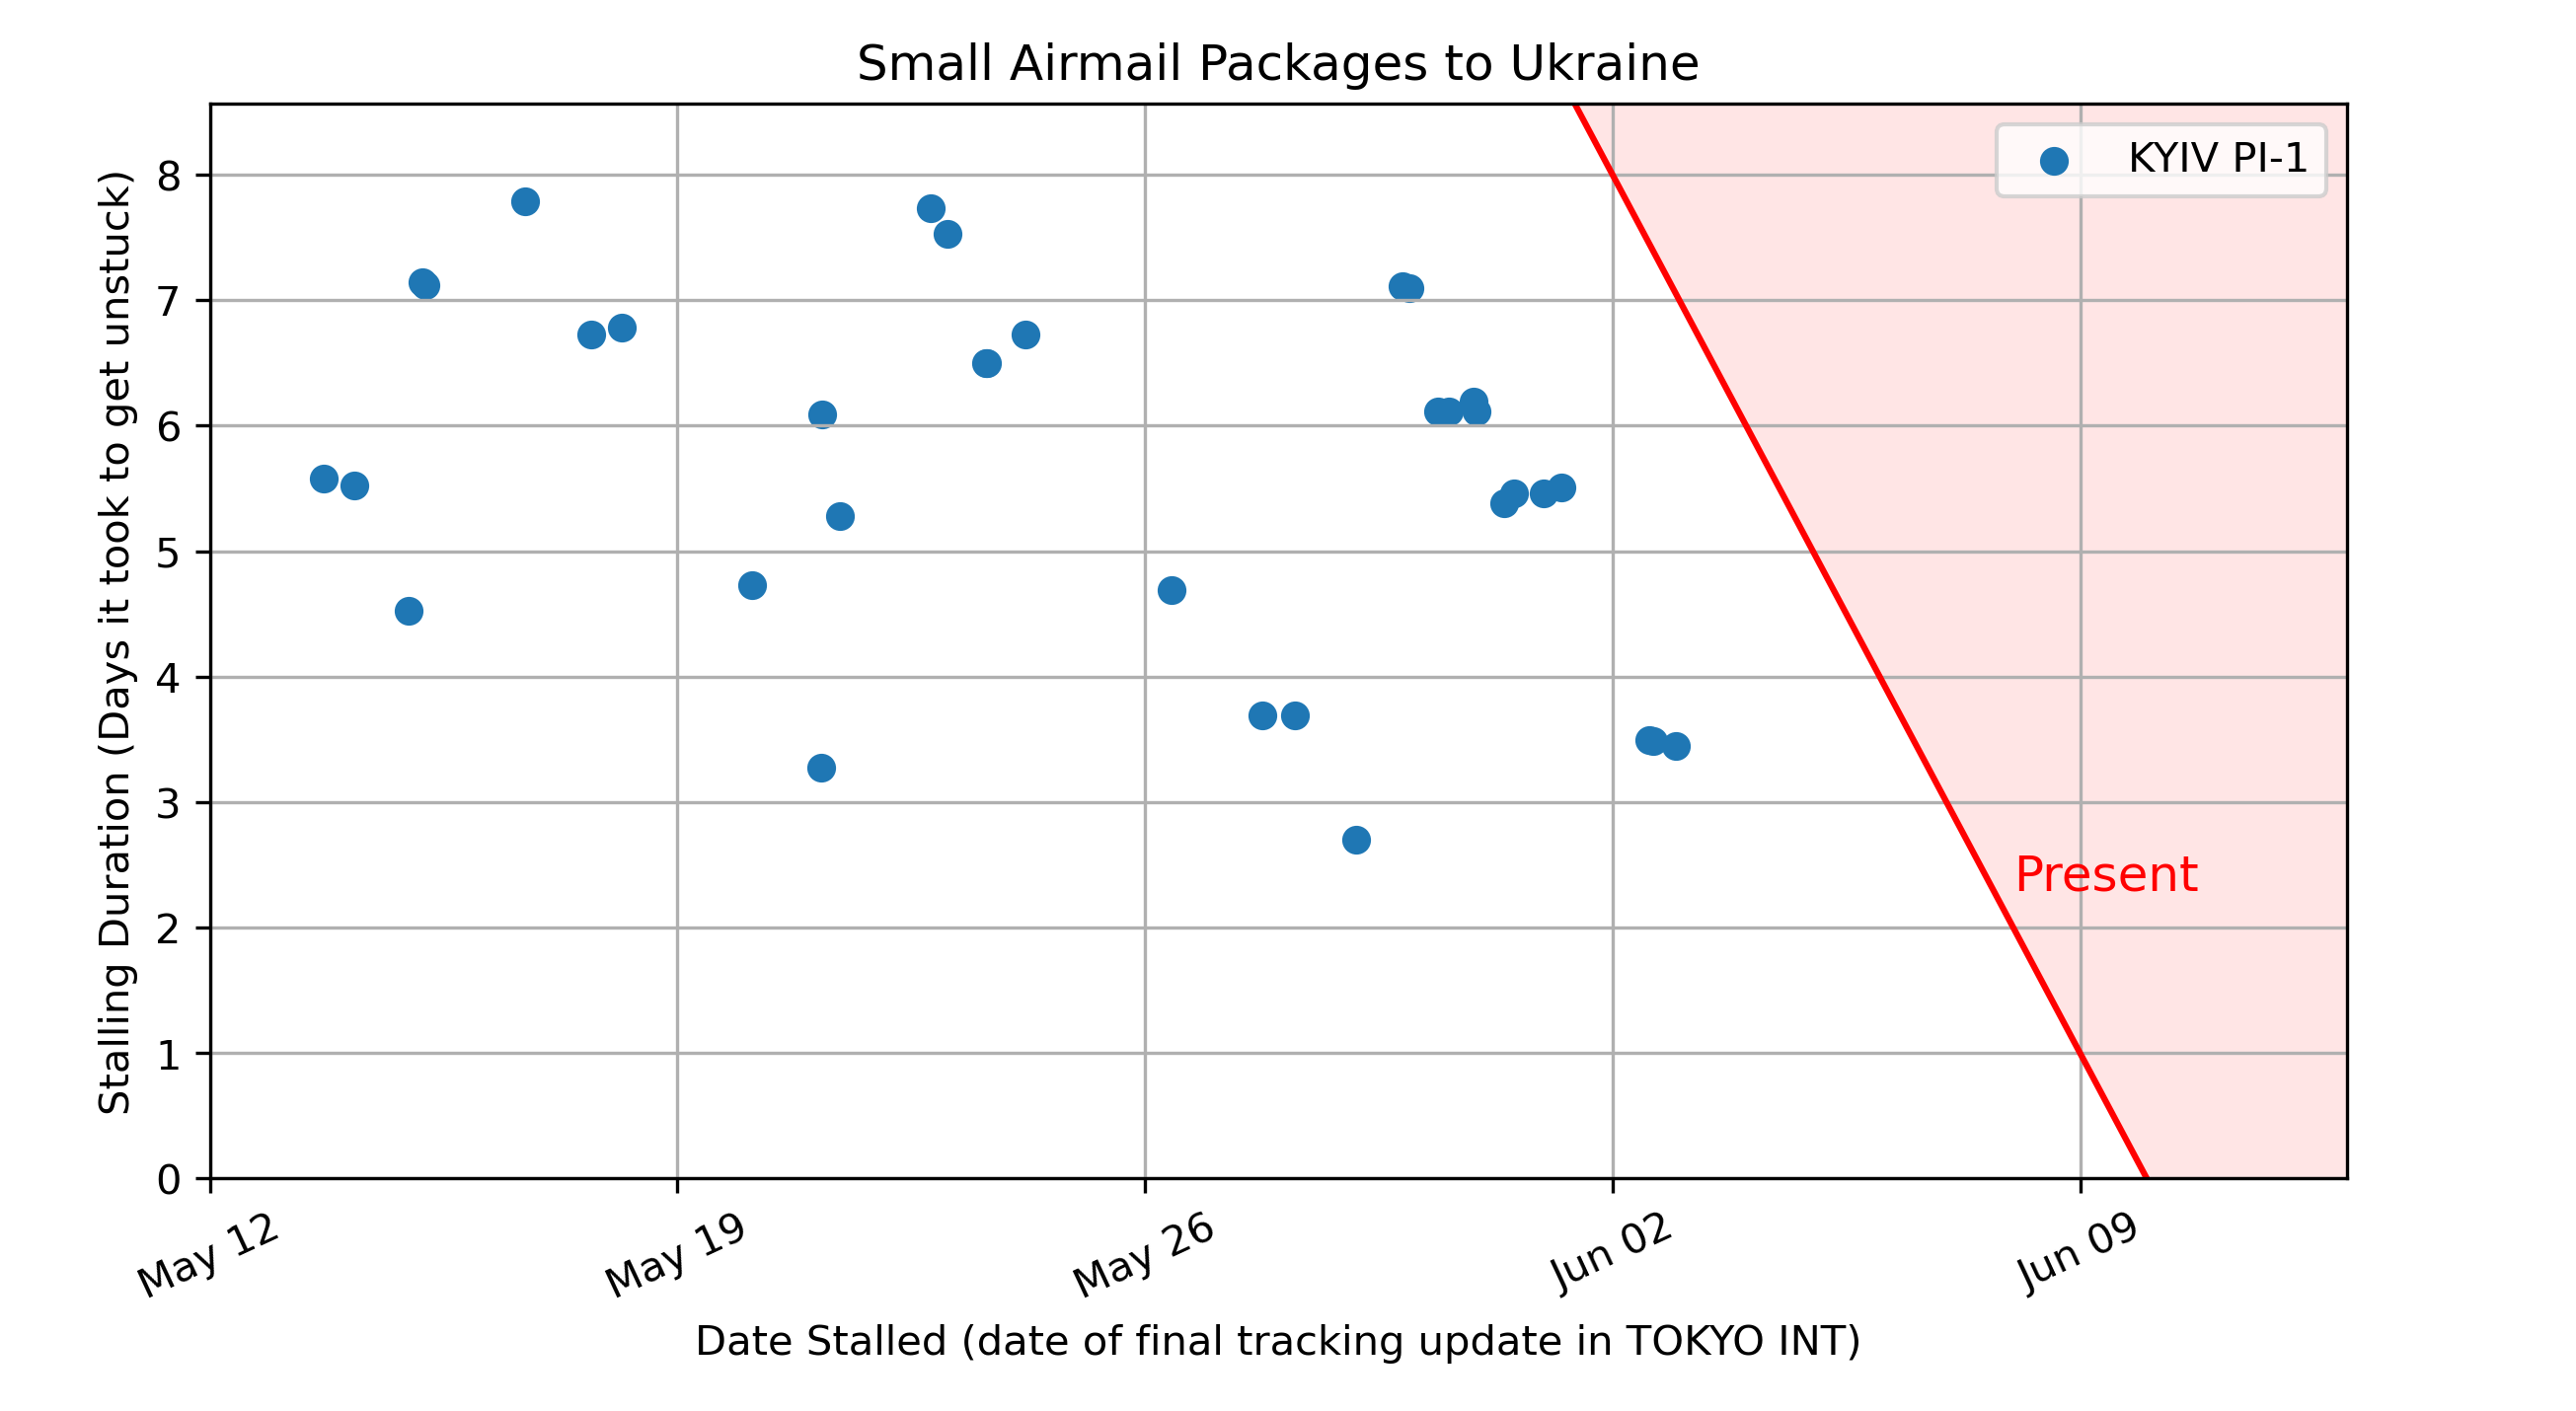 Small Airmail Packages to Ukraine
Stalling Duration (Days it took to get unstuck)
8
7
6
5
4
3
2
1
0
KYIV PI-1
Present
May 12
May 19
May 26
Jun 02
Jun 09
Date Stalled (date of final tracking update in TOKYO INT)